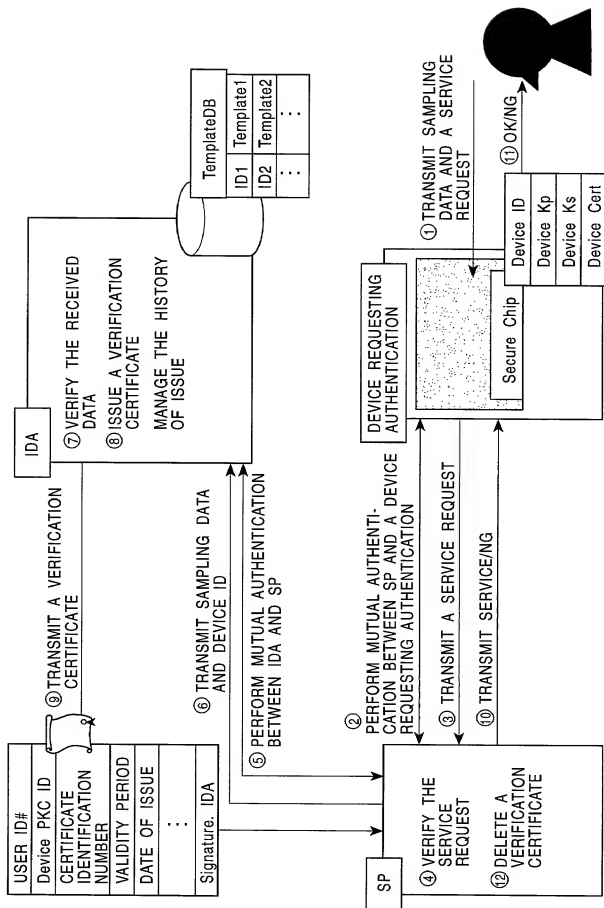 USER ID#
Device PKC ID
CERTIFICATE
IDENTIFICATION
NUMBER
VALIDITY PERIOD
DATE OF ISSUE
:
Signature. IDA
⑨ TRANSMIT A VERIFICATION
CERTIFICATE
IDA
⑦ VERIFY THE RECEIVED
DATA
⑧ ISSUE A VERIFICATION
CERTIFICATE
MANAGE THE HISTORY
OF ISSUE
TemplateDB
ID1 Template1
ID2 Template2
: :
⑥ TRANSMIT SAMPLING DATA
AND DEVICE ID
⑤ PERFORM MUTUAL AUTHENTICATION
BETWEEN IDA AND SP
SP
④ VERIFY THE
SERVICE
REQUEST
⑫ DELETE A
VERIFICATION
CERTIFICATE
② PERFORM MUTUAL AUTHENTI-
CATION BETWEEN SP AND A DEVICE
REQUESTING AUTHENTICATION
③ TRANSMIT A SERVICE REQUEST
⑩ TRANSMIT SERVICE/NG
DEVICE REQUESTING
AUTHENTICATION
Secure Chip
Device ID
Device Kp
Device Ks
Device Cert
① TRANSMIT SAMPLING
DATA AND A SERVICE
REQUEST
⑪ OK/NG